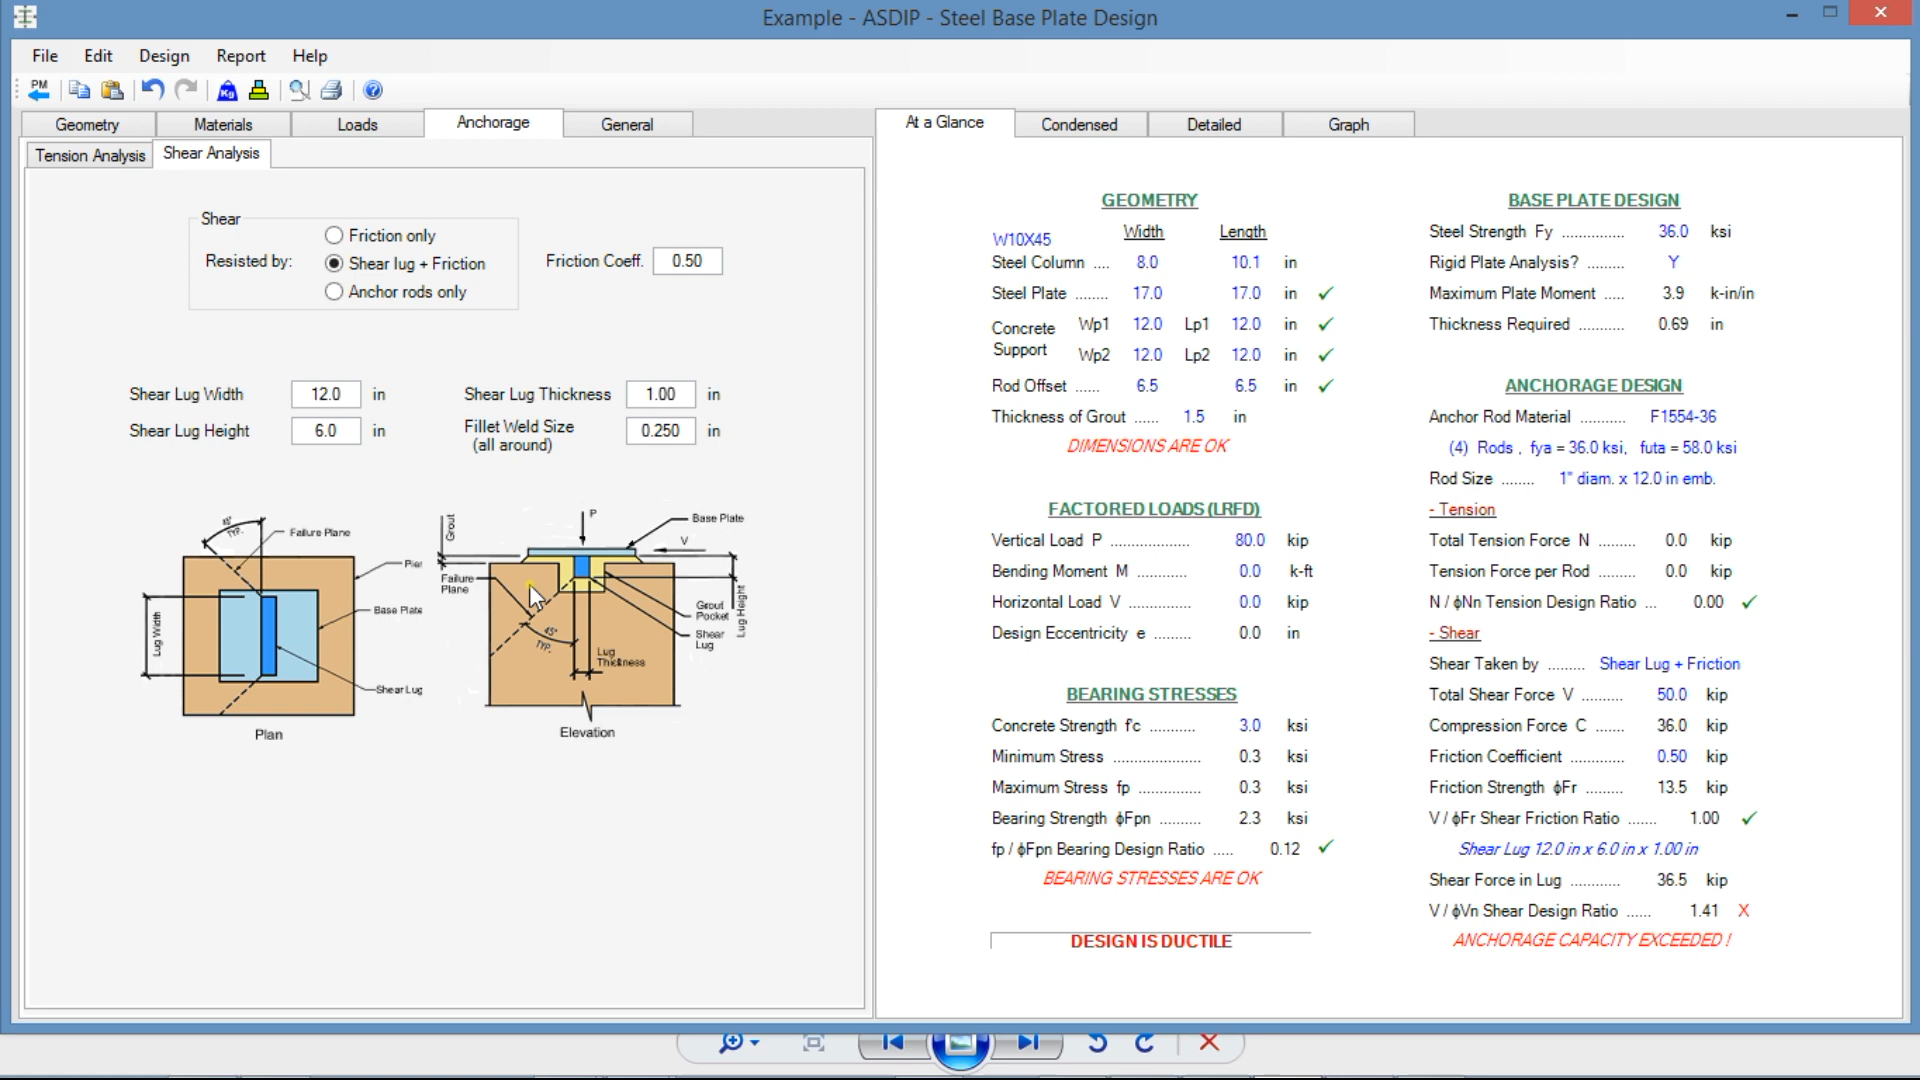 Example - ASDIP - Steel Base Plate Design
File Edit Design Report Help
PM Kg
Geometry Materials Loads Anchorage General
Tension Analysis Shear Analysis
Shear
Resisted by:
Friction only
Shear lug + Friction
Anchor rods only
Friction Coeff. 0.50
Shear Lug Width 12.0 in
Shear Lug Thickness 1.00 in
Shear Lug Height 6.0 in
Fillet Weld Size 0.250 in
(all around)
45°
TYP.
Failure Plane
Pier
Base Plate
Lug Width
Shear Lug
Plan
Grout
P
Base Plate
V
Failure
Plane
Grout
Pocket
Shear
Lug
Lug Height
45°
TYP.
Lug
Thickness
Elevation
At a Glance Condensed Detailed Graph
GEOMETRY
W10X45 Width Length
Steel Column .... 8.0 10.1 in
Steel Plate ........ 17.0 17.0 in ✓
Concrete Support Wp1 12.0 Lp1 12.0 in ✓
Wp2 12.0 Lp2 12.0 in ✓
Rod Offset ...... 6.5 6.5 in ✓
Thickness of Grout ..... 1.5 in
DIMENSIONS ARE OK
FACTORED LOADS (LRFD)
Vertical Load P .................. 80.0 kip
Bending Moment M ............ 0.0 k-ft
Horizontal Load V .............. 0.0 kip
Design Eccentricity e ......... 0.0 in
BEARING STRESSES
Concrete Strength f'c .......... 3.0 ksi
Minimum Stress ..................... 0.3 ksi
Maximum Stress fp ............... 0.3 ksi
Bearing Strength ϕFpn ......... 2.3 ksi
fp / ϕFpn Bearing Design Ratio ..... 0.12 ✓
BEARING STRESSES ARE OK
DESIGN IS DUCTILE
BASE PLATE DESIGN
Steel Strength Fy .............. 36.0 ksi
Rigid Plate Analysis? ......... Y
Maximum Plate Moment ..... 3.9 k-in/in
Thickness Required ........... 0.69 in
ANCHORAGE DESIGN
Anchor Rod Material .......... F1554-36
(4) Rods , fya = 36.0 ksi, futa = 58.0 ksi
Rod Size ........ 1" diam. x 12.0 in emb.
- Tension
Total Tension Force N ......... 0.0 kip
Tension Force per Rod ........ 0.0 kip
N / ϕNn Tension Design Ratio ... 0.00 ✓
- Shear
Shear Taken by ......... Shear Lug + Friction
Total Shear Force V .......... 50.0 kip
Compression Force C ....... 36.0 kip
Friction Coefficient ............. 0.50 kip
Friction Strength ϕFr ......... 13.5 kip
V / ϕFr Shear Friction Ratio ....... 1.00 ✓
Shear Lug 12.0 in x 6.0 in x 1.00 in
Shear Force in Lug ............ 36.5 kip
V / ϕVn Shear Design Ratio ...... 1.41 X
ANCHORAGE CAPACITY EXCEEDED !